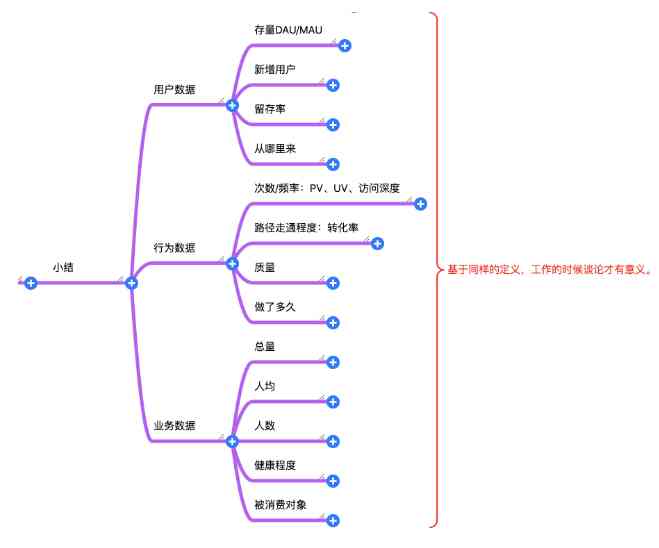 小结
用户数据
存量DAU/MAU
新增用户
留存率
从哪里来
行为数据
次数/频率：PV、UV、访问深度
路径走通程度：转化率
质量
做了多久
业务数据
总量
人均
人数
健康程度
被消费对象
基于同样的定义，工作的时候谈论才有意义。